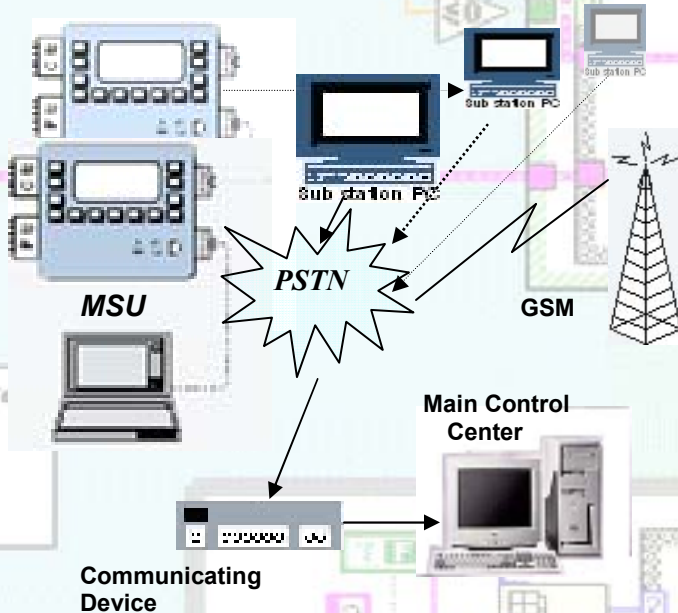 Sub station PC
Sub station PC
Sub station PC
PSTN
MSU
GSM
Main Control
Center
Communicating
Device